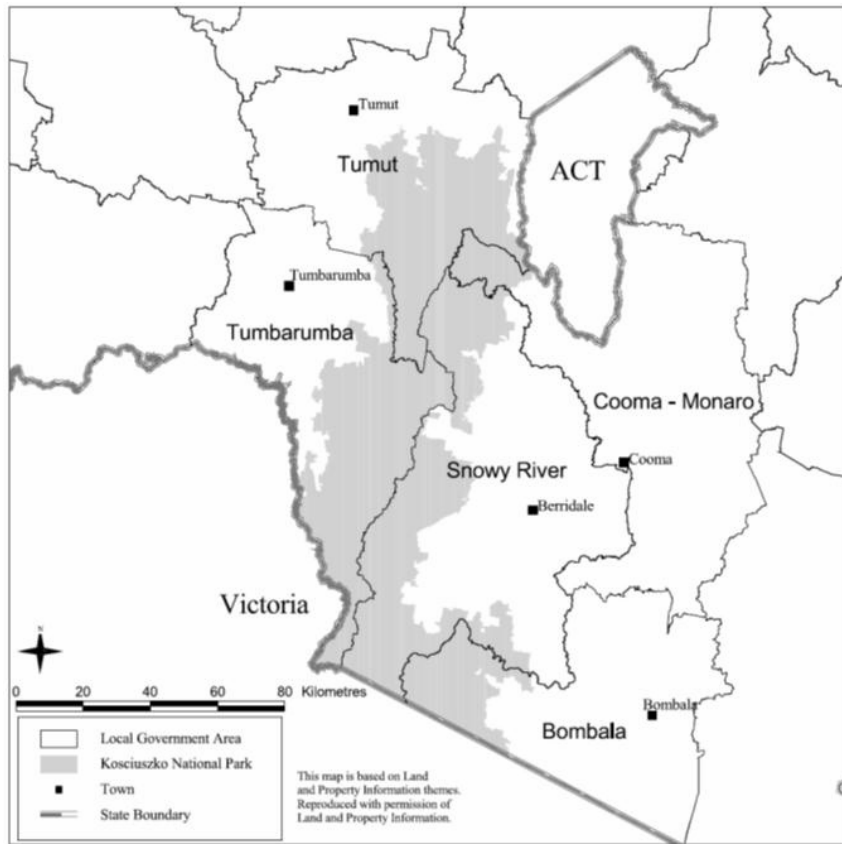 Tumut
Tumut
ACT
Tumbarumba
Tumbarumba
Cooma - Monaro
Cooma
Snowy River
Berridale
Victoria
N
0 20 40 60 80
Kilometres
Bombala
Bombala
Local Government Area
Kosciuszko National Park
Town
State Boundary
This map is based on Land
and Property Information themes.
Reproduced with permission of
Land and Property Information.